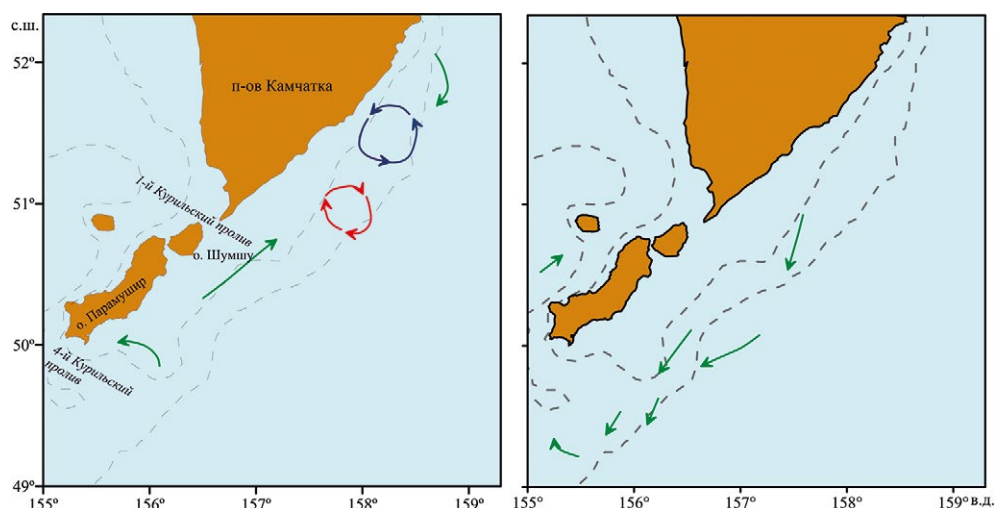 с.ш.
52°
п-ов Камчатка
51°
1-й Курильский пролив
о. Шумшу
о. Парамушир
50°
4-й Курильский
пролив
49°
155° 156° 157° 158° 159°
155° 156° 157° 158° 159° в.д.